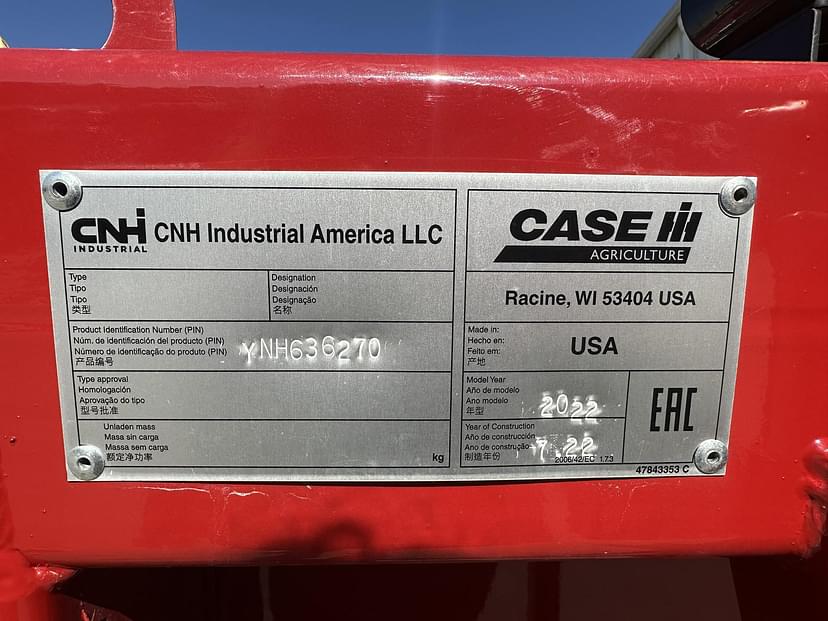 CNH INDUSTRIAL CNH Industrial America LLC
Type
Tipo
Tipo
类型
Designation
Designación
Designação
名称
Product Identification Number (PIN)
Núm. de identificación del producto (PIN)
Número de identificação do produto (PIN)
产品编号
YNH636270
Type approval
Homologación
Aprovação do tipo
型号批准
Unladen mass
Masa sin carga
Massa sem carga
额定净功率
kg
CASE IH
AGRICULTURE
Racine, WI 53404 USA
Made in:
Hecho en:
Feito em:
产地
USA
Model Year
Año de modelo
Ano modelo
年型
2022
Year of Construction
Año de construcción
Ano de construção
制造年份
22
2006/42/EC 1.7.3
EAC
47843353 C